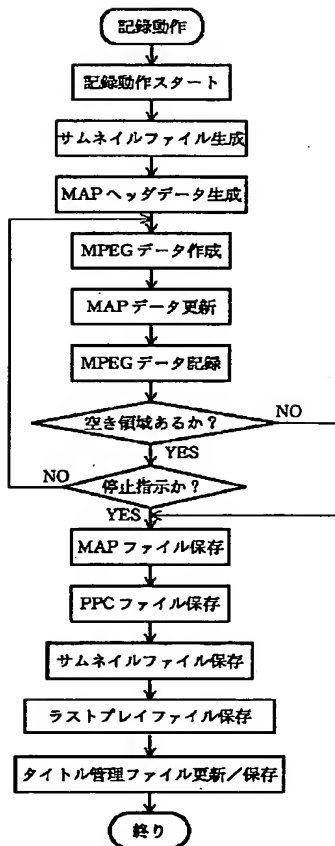 記録動作
記録動作スタート
サムネイルファイル生成
MAPヘッダデータ生成
MPEGデータ作成
MAPデータ更新
MPEGデータ記録
空き領域あるか？
NO
YES
NO
停止指示か？
YES
MAPファイル保存
PPCファイル保存
サムネイルファイル保存
ラストプレイファイル保存
タイトル管理ファイル更新／保存
終り